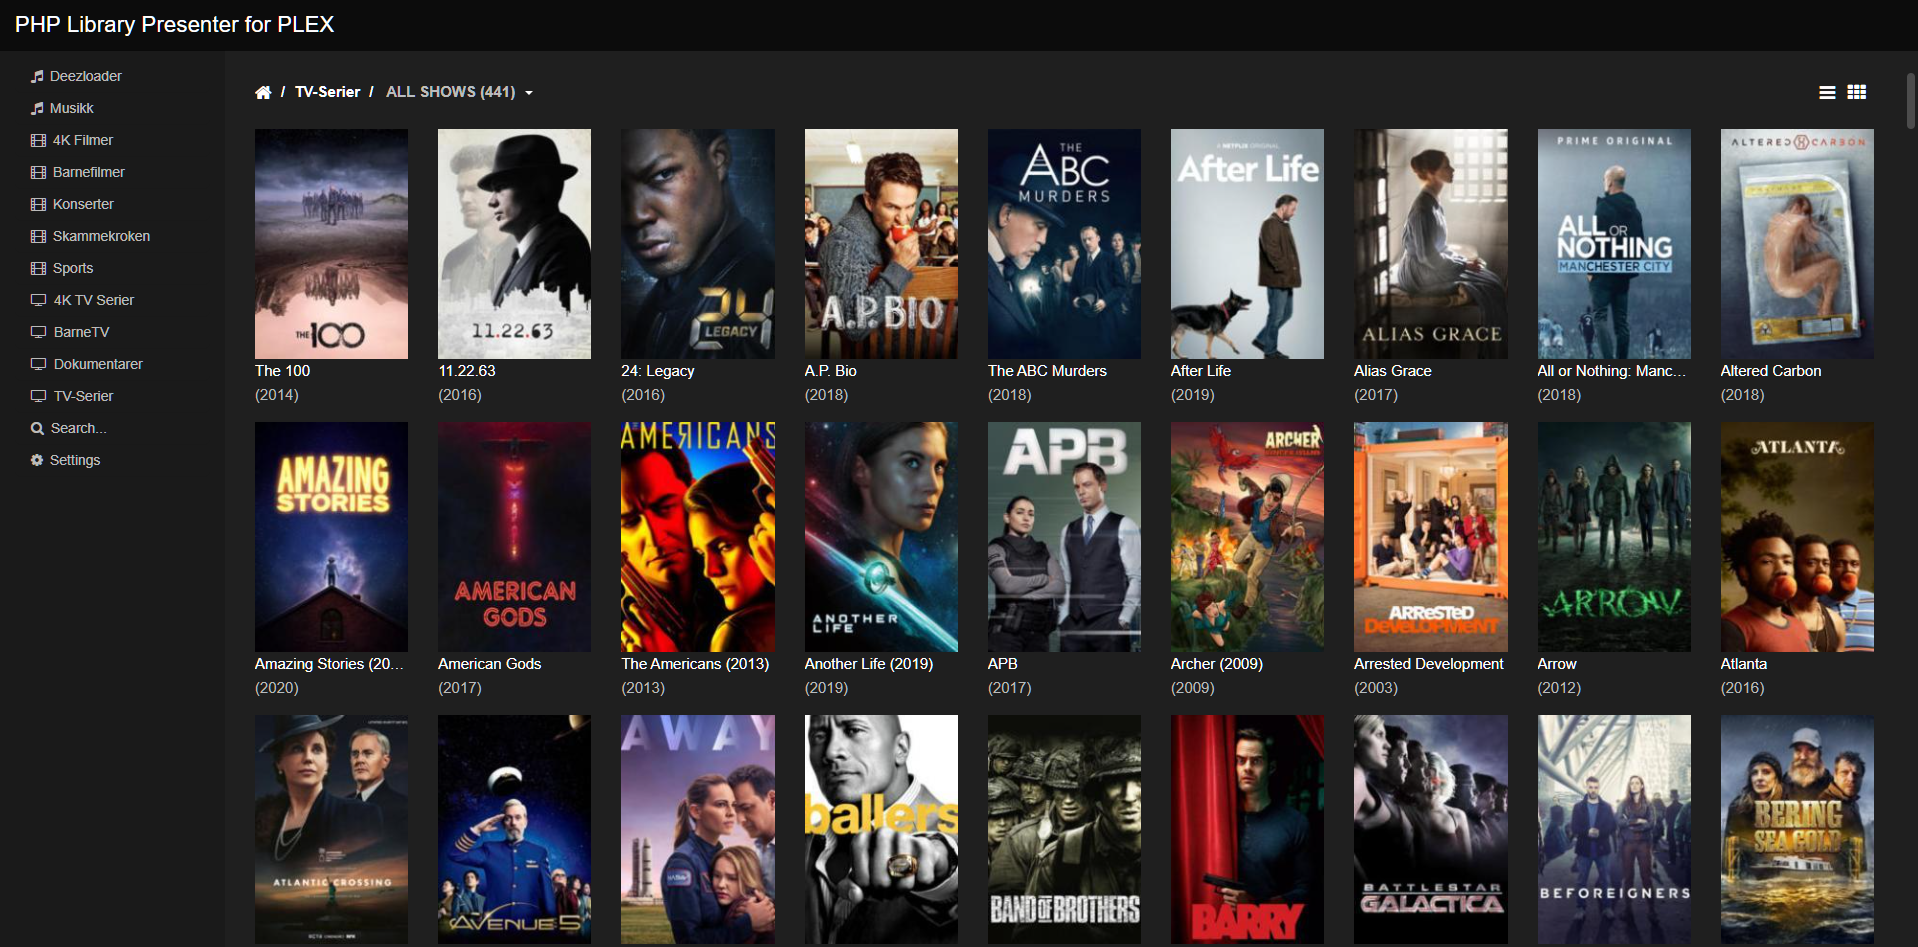 PHP Library Presenter for PLEX
Deezloader
Musikk
4K Filmer
Barnefilmer
Konserter
Skammekroken
Sports
4K TV Serier
BarneTV
Dokumentarer
TV-Serier
Search...
Settings
/ TV-Serier / ALL SHOWS (441)
THE 100
11.22.63
24
LEGACY
A.P. BIO
THE
ABC
MURDERS
A NETFLIX ORIGINAL
After Life
ALIAS GRACE
PRIME ORIGINAL
ALL OR
NOTHING
MANCHESTER CITY
ALTERED CARBON
The 100
11.22.63
24: Legacy
A.P. Bio
The ABC Murders
After Life
Alias Grace
All or Nothing: Manc...
Altered Carbon
(2014)
(2016)
(2016)
(2018)
(2018)
(2019)
(2017)
(2018)
(2018)
AMAZING
STORIES
AMERICAN
GODS
THE AMERICANS
ANOTHER
LIFE
APB
ARCHER
ARResTeD
DeVeLOPMeNT
ARROW
ATLANTA
Amazing Stories (20...
American Gods
The Americans (2013)
Another Life (2019)
APB
Archer (2009)
Arrested Development
Arrow
Atlanta
(2020)
(2017)
(2013)
(2019)
(2017)
(2009)
(2003)
(2012)
(2016)
ATLANTIC CROSSING
AVENUE 5
AWAY
NASA
ballers
BAND OF BROTHERS
BARRY
BATTLESTAR
GALACTICA
BEFOREIGNERS
BERING
SEA GOLD